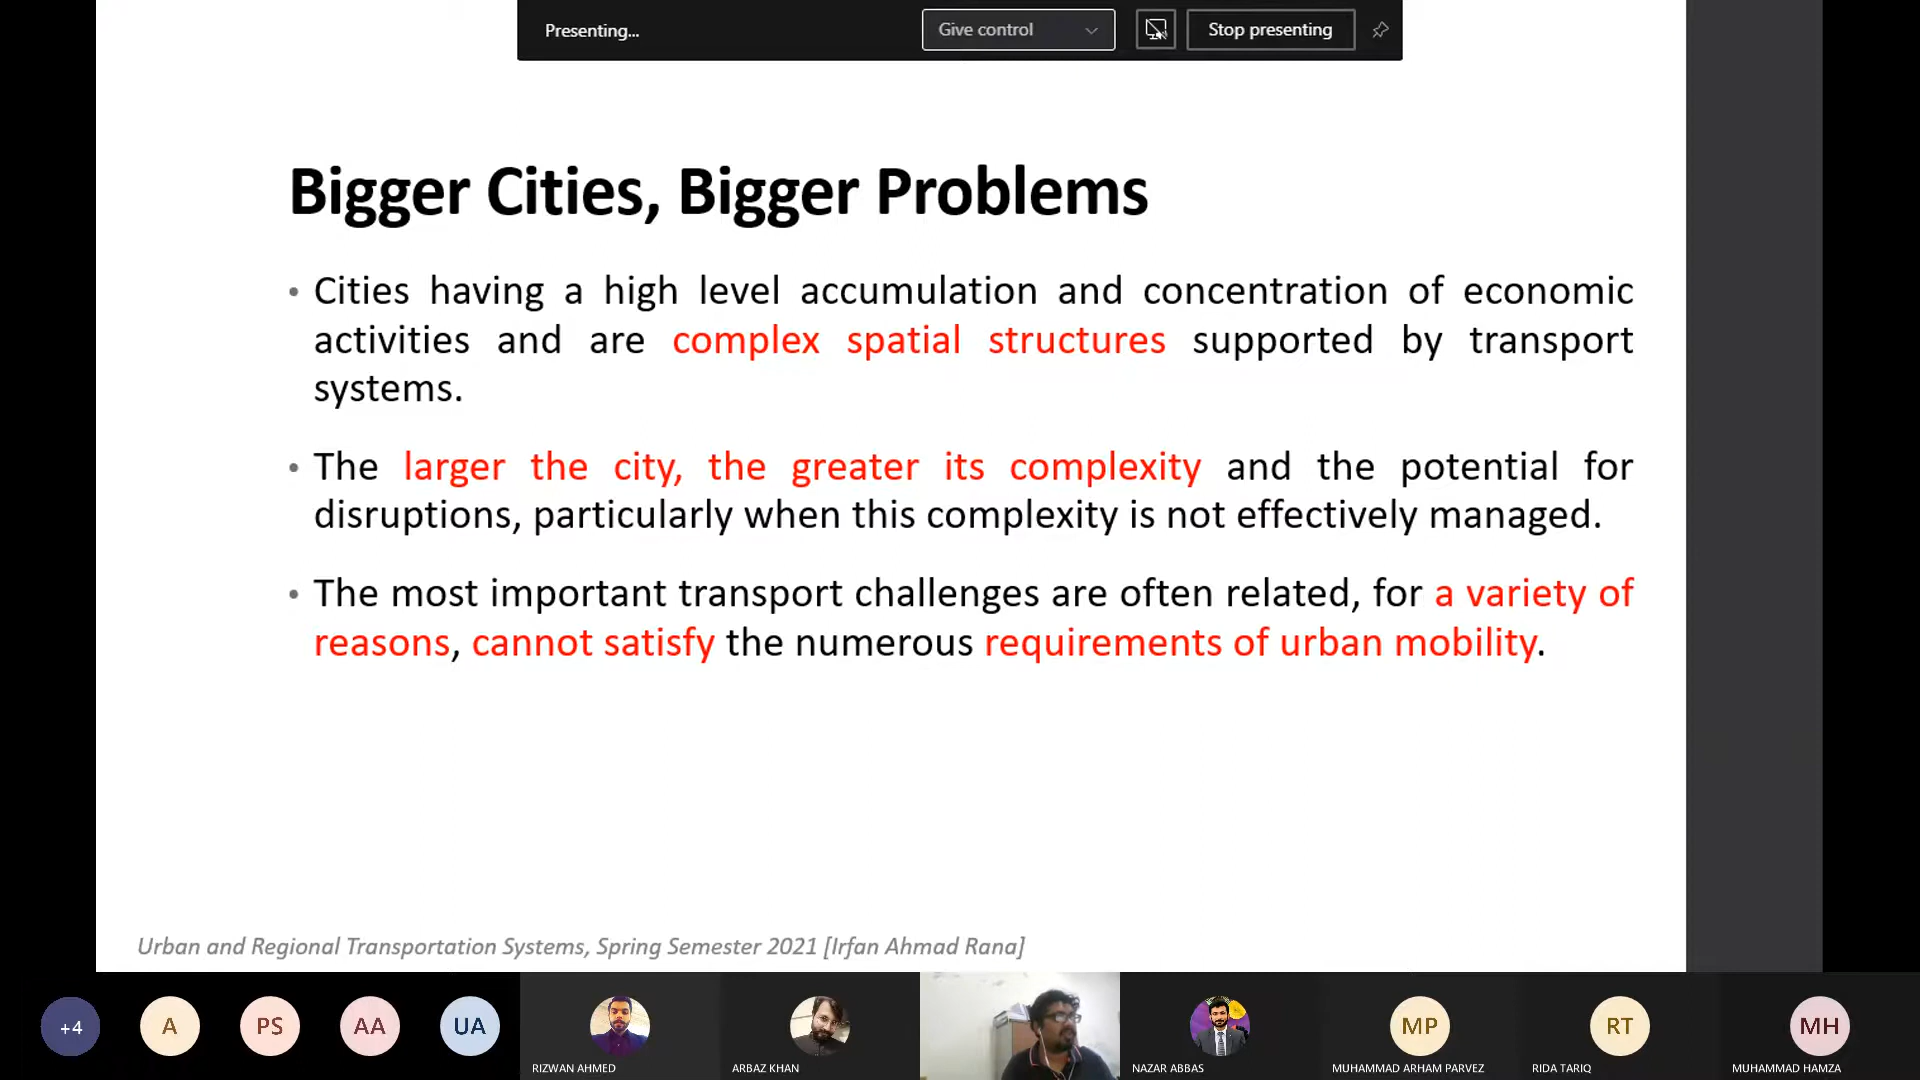 Presenting...
Give control
Stop presenting
Bigger Cities, Bigger Problems
• Cities having a high level accumulation and concentration of economic
activities and are complex spatial structures supported by transport
systems.
• The larger the city, the greater its complexity and the potential for
disruptions, particularly when this complexity is not effectively managed.
• The most important transport challenges are often related, for a variety of
reasons, cannot satisfy the numerous requirements of urban mobility.
Urban and Regional Transportation Systems, Spring Semester 2021 [Irfan Ahmad Rana]
+4
A
PS
AA
UA
RIZWAN AHMED
ARBAZ KHAN
NAZAR ABBAS
MP
MUHAMMAD ARHAM PARVEZ
RT
RIDA TARIQ
MH
MUHAMMAD HAMZA